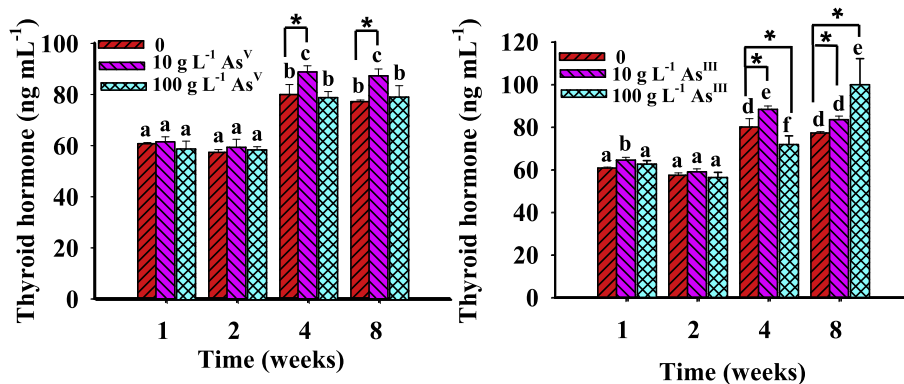 Thyroid hormone (ng mL⁻¹)
100
80
60
40
20
0
0
10 g L⁻¹ Asⱽ
100 g L⁻¹ Asⱽ
* *
a a a a a a b c b b c b
1 2 4 8
Time (weeks)
Thyroid hormone (ng mL⁻¹)
120
100
80
60
40
20
0
0
10 g L⁻¹ Asᴵᴵᴵ
100 g L⁻¹ Asᴵᴵᴵ
* * * *
a b a a a a d e f d d e
1 2 4 8
Time (weeks)